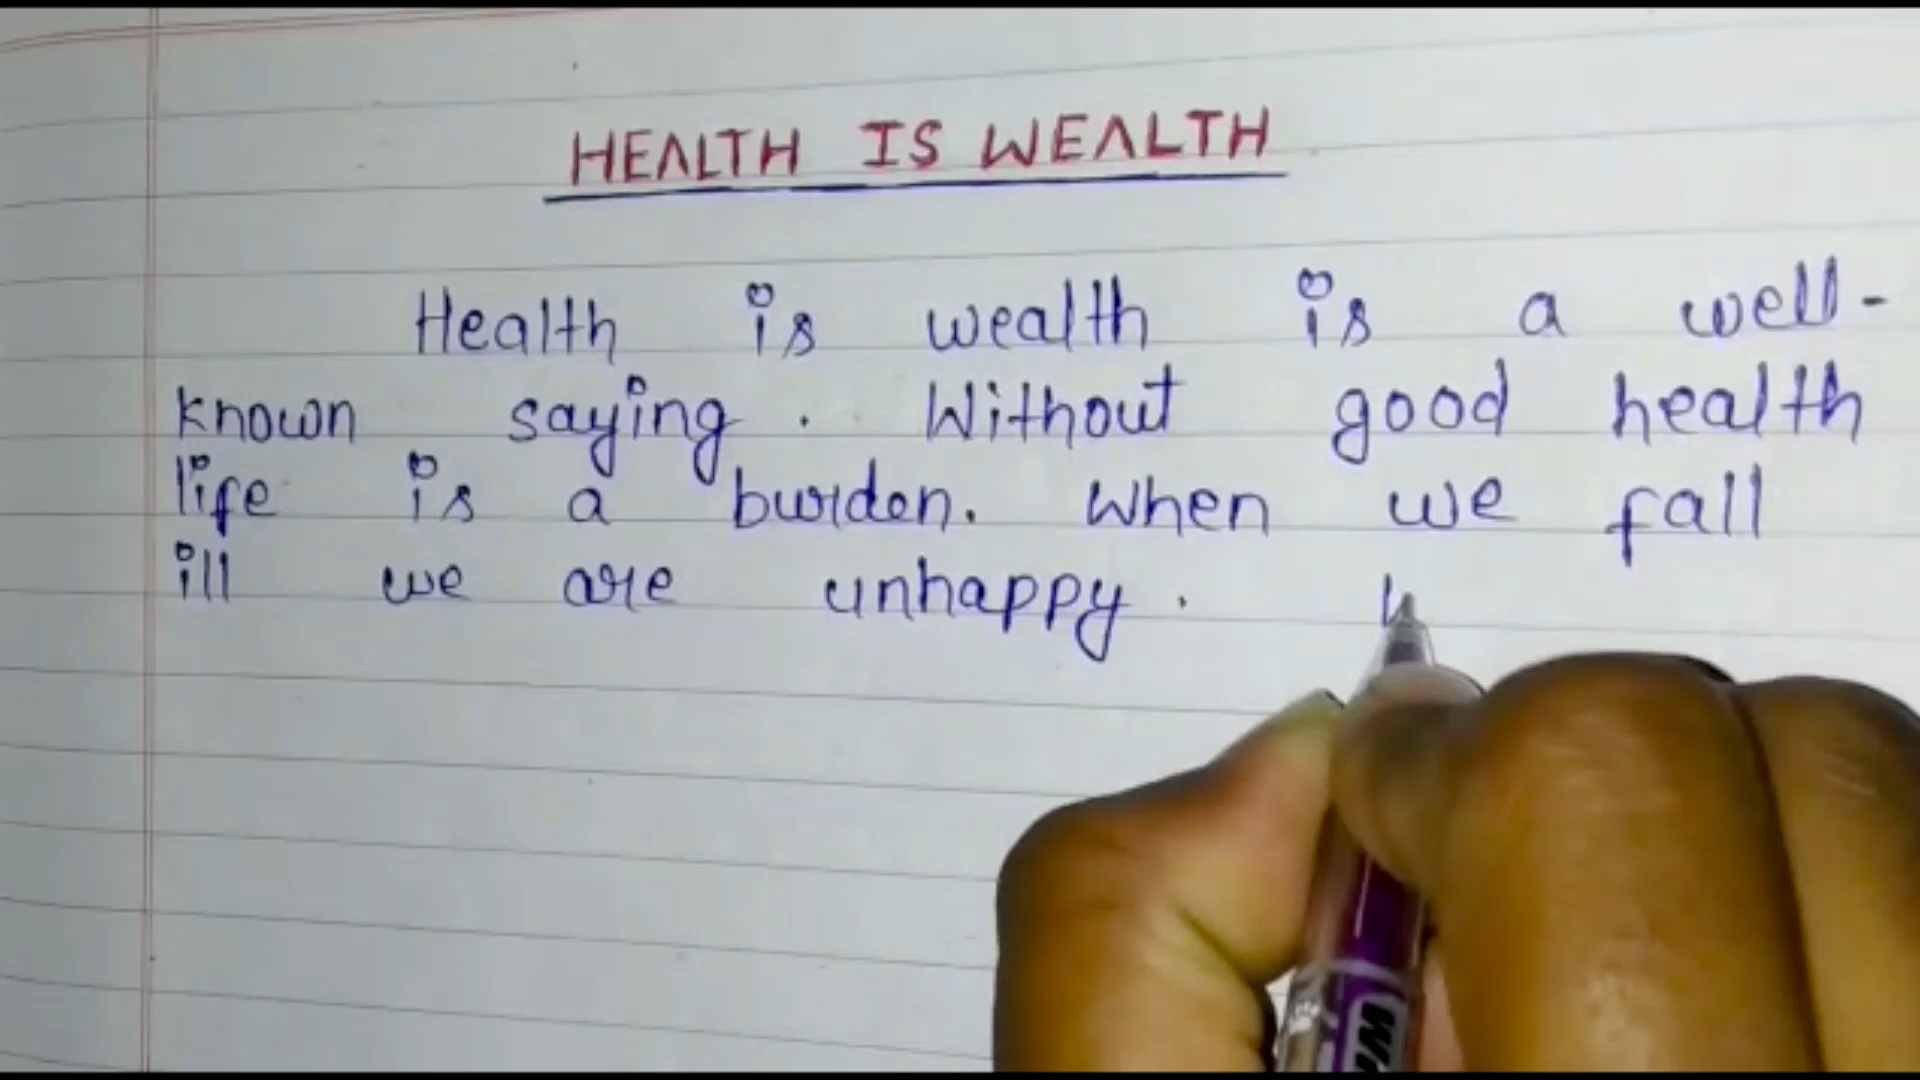 HEALTH IS WEALTH
Health is wealth is a well-
known saying. Without good health
life is a burden. When we fall
ill we are unhappy.